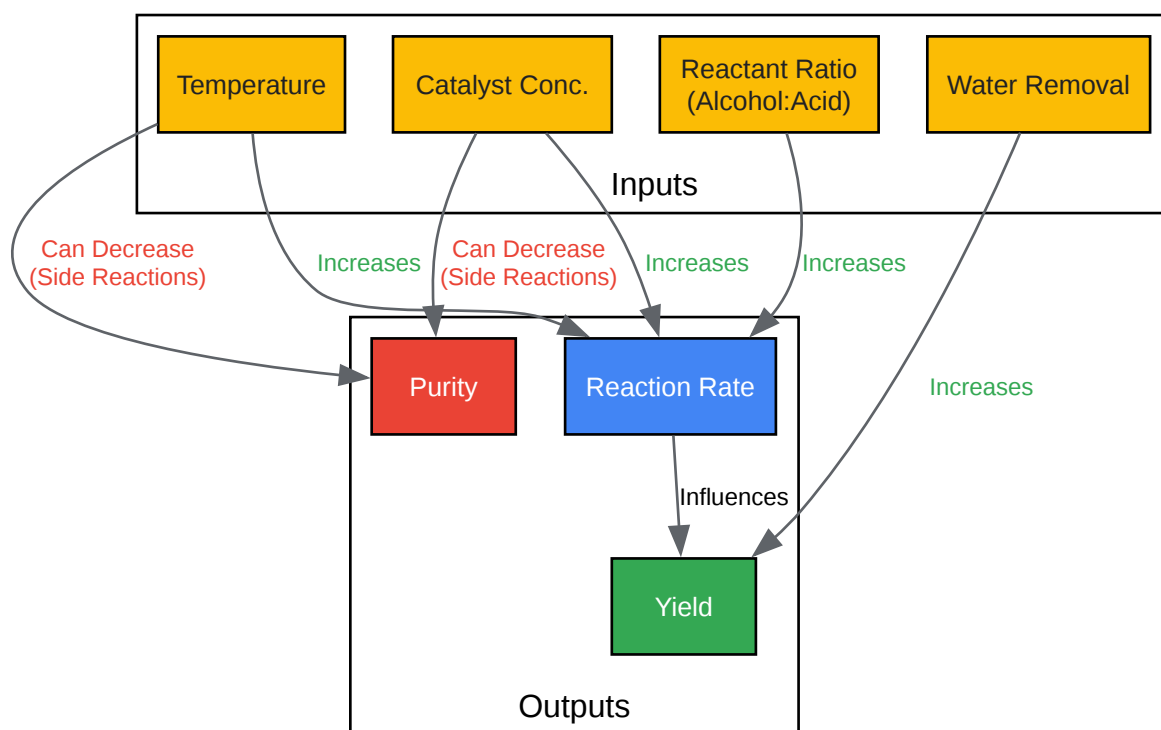 Temperature
Catalyst Conc.
Reactant Ratio
(Alcohol:Acid)
Water Removal
Inputs
Can Decrease
(Side Reactions)
Increases
Can Decrease
(Side Reactions)
Increases
Increases
Increases
Purity
Reaction Rate
Influences
Yield
Outputs